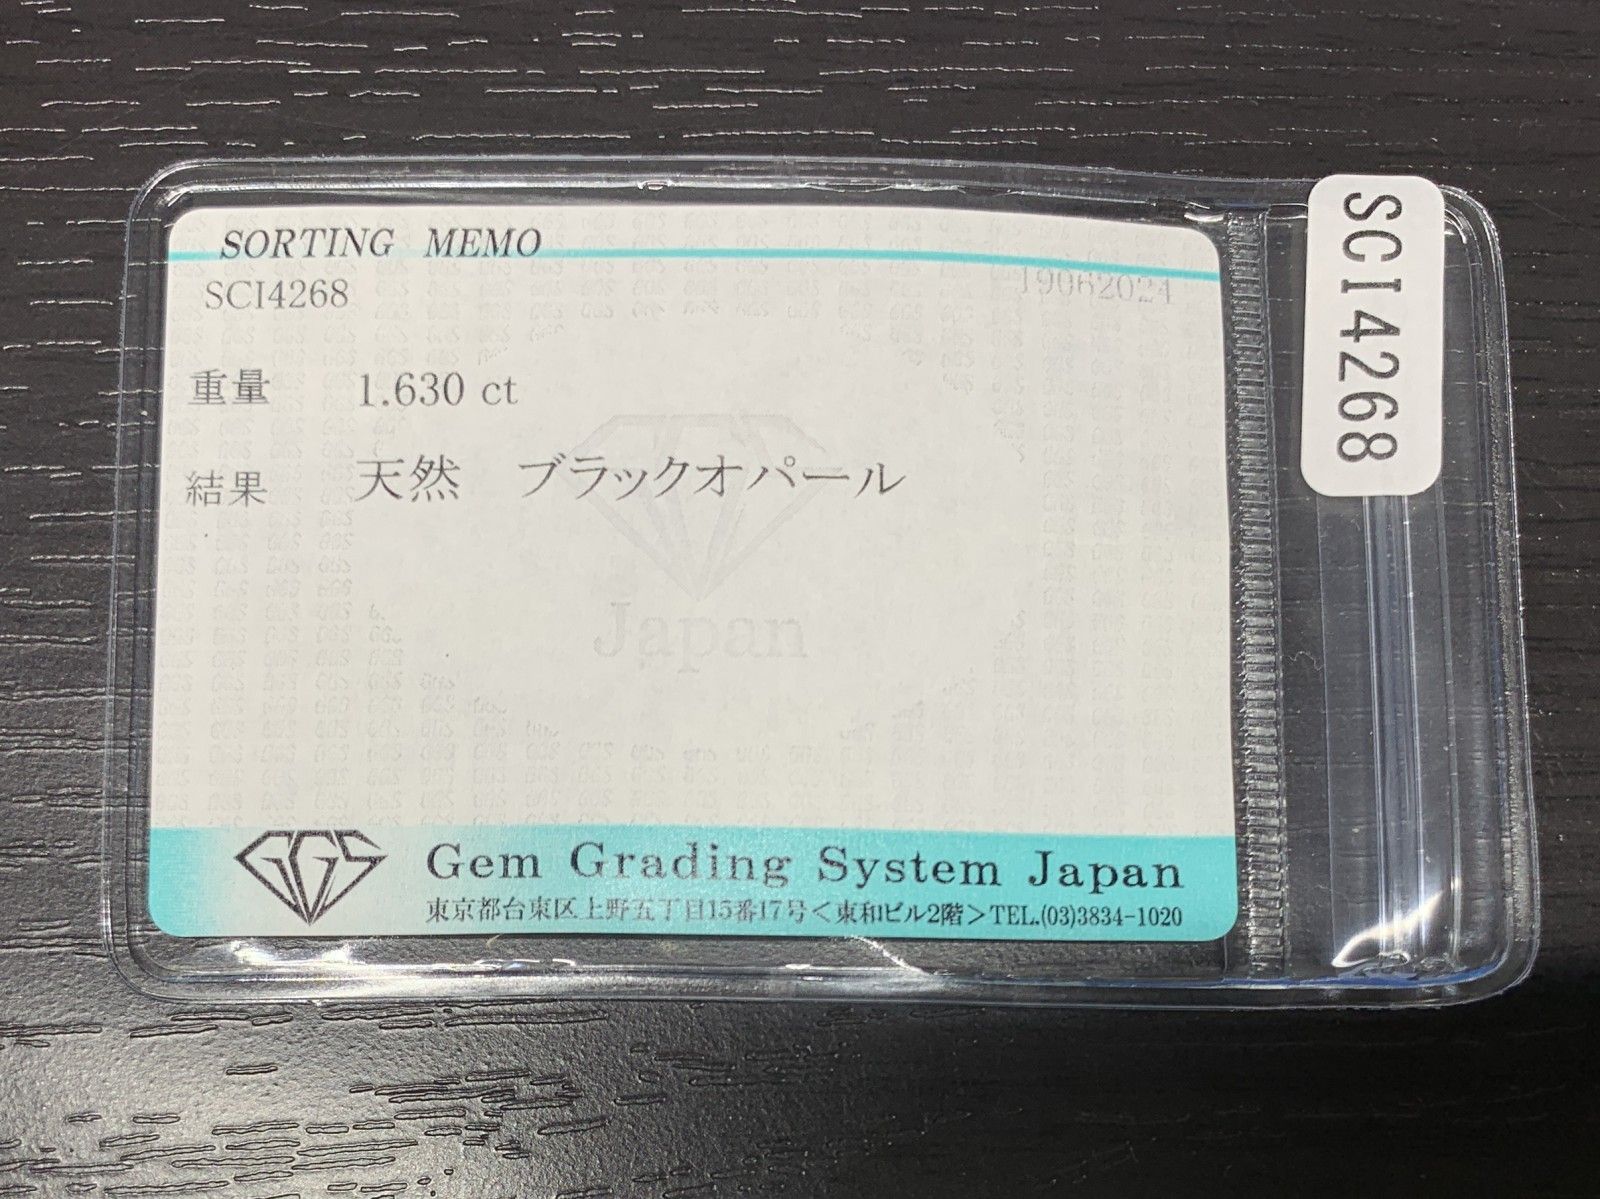 SORTING MEMO
SCI4268
19062024
重量 1.630 ct
結果 天然 ブラックオパール
Japan
GGS
Gem Grading System Japan
東京都台東区上野五丁目15番17号<東和ビル2階>TEL.(03)3834-1020
SCI4268